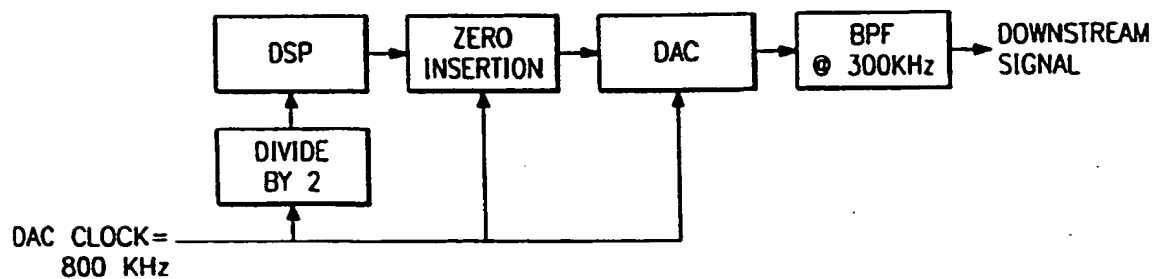 DSP
ZERO
INSERTION
DAC
BPF
@ 300KHz
DOWNSTREAM
SIGNAL
DIVIDE
BY 2
DAC CLOCK=
800 KHz